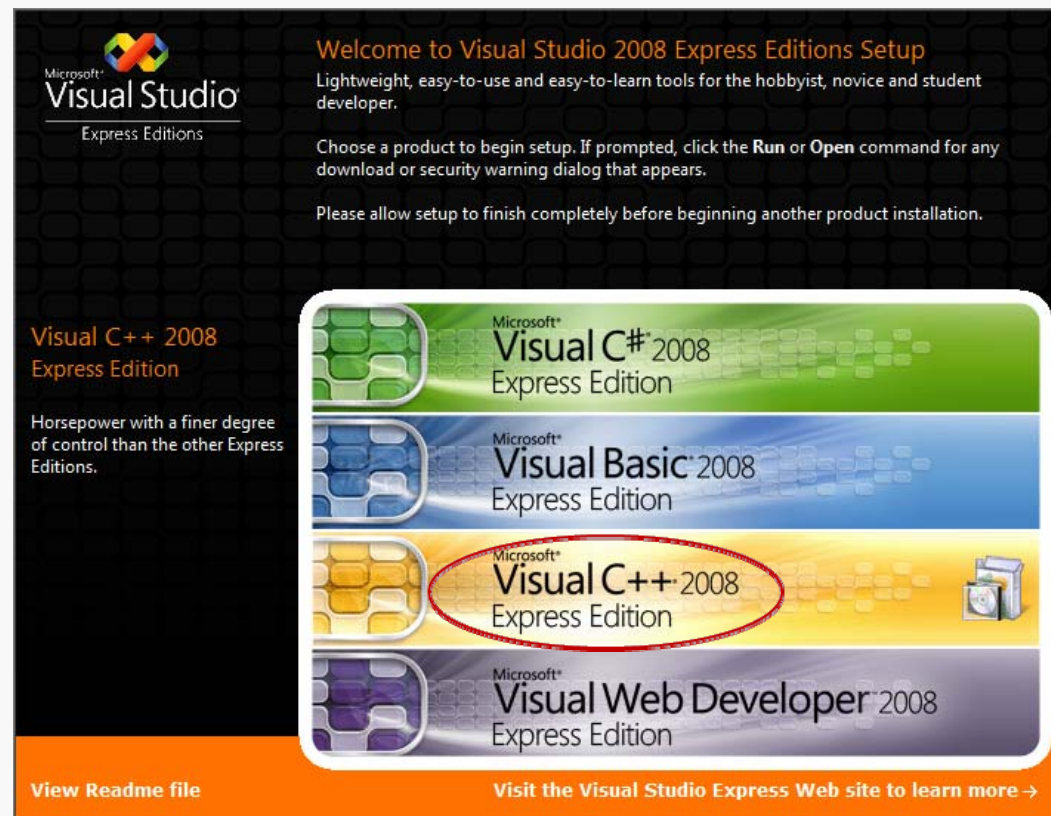 Microsoft®
Visual Studio®
Express Editions
Welcome to Visual Studio 2008 Express Editions Setup
Lightweight, easy-to-use and easy-to-learn tools for the hobbyist, novice and student
developer.
Choose a product to begin setup. If prompted, click the Run or Open command for any
download or security warning dialog that appears.
Please allow setup to finish completely before beginning another product installation.
Visual C++ 2008
Express Edition
Horsepower with a finer degree
of control than the other Express
Editions.
Microsoft®
Visual C#® 2008
Express Edition
Microsoft®
Visual Basic® 2008
Express Edition
Microsoft®
Visual C++® 2008
Express Edition
Microsoft®
Visual Web Developer™ 2008
Express Edition
View Readme file
Visit the Visual Studio Express Web site to learn more →